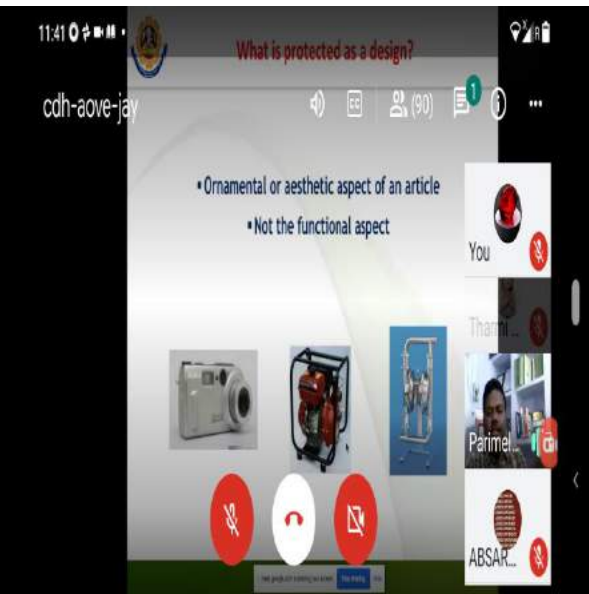 11:41
R
What is protected as a design?
cdh-aove-jay
(90)
1
▪Ornamental or aesthetic aspect of an article
▪Not the functional aspect
You
Parimel...
ABSAR...